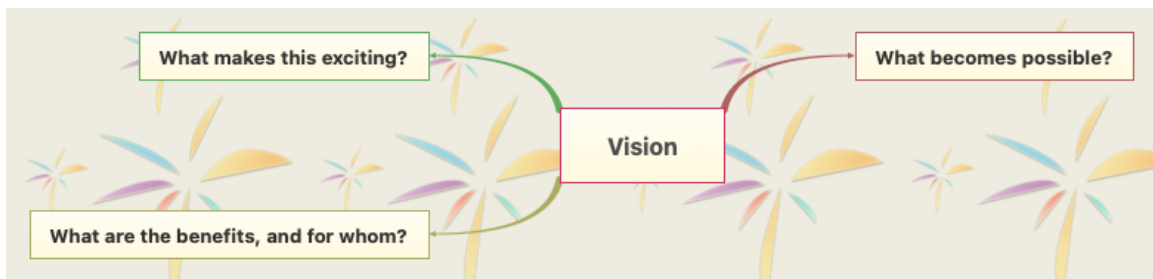 What makes this exciting?
What becomes possible?
Vision
What are the benefits, and for whom?